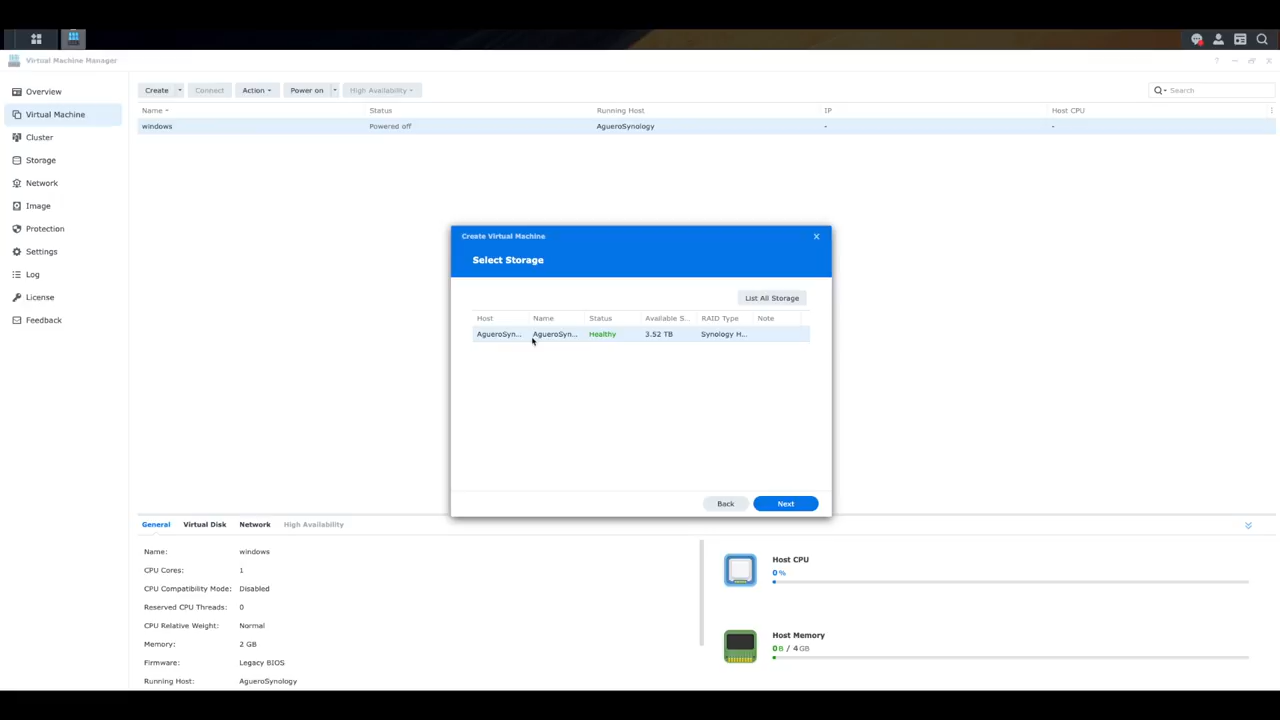 Virtual Machine Manager
Overview
Virtual Machine
Cluster
Storage
Network
Image
Protection
Settings
Log
License
Feedback
Create Connect Action Power on High Availability Search
Name Status Running Host IP Host CPU
windows Powered off AgueroSynology - -
Create Virtual Machine
Select Storage
List All Storage
Host Name Status Available S... RAID Type Note
AgueroSyn... AgueroSyn... Healthy 3.52 TB Synology H...
Back Next
General Virtual Disk Network High Availability
Name: windows
CPU Cores: 1
CPU Compatibility Mode: Disabled
Reserved CPU Threads: 0
CPU Relative Weight: Normal
Memory: 2 GB
Firmware: Legacy BIOS
Running Host: AgueroSynology
Host CPU
0 %
Host Memory
0 B / 4 GB